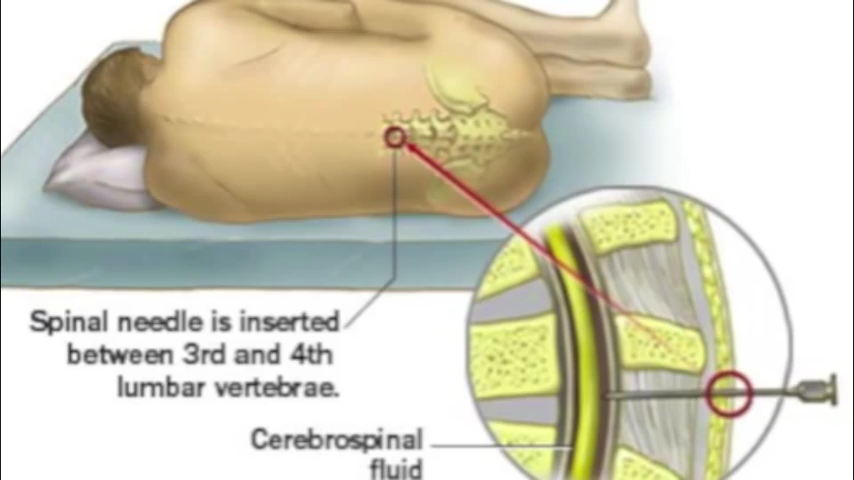 Spinal needle is inserted
between 3rd and 4th
lumbar vertebrae.
Cerebrospinal
fluid